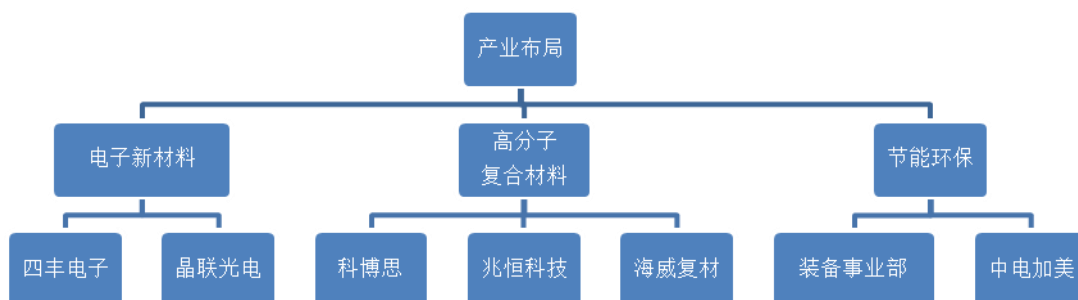 产业布局
电子新材料
高分子
复合材料
节能环保
四丰电子
晶联光电
科博思
兆恒科技
海威复材
装备事业部
中电加美